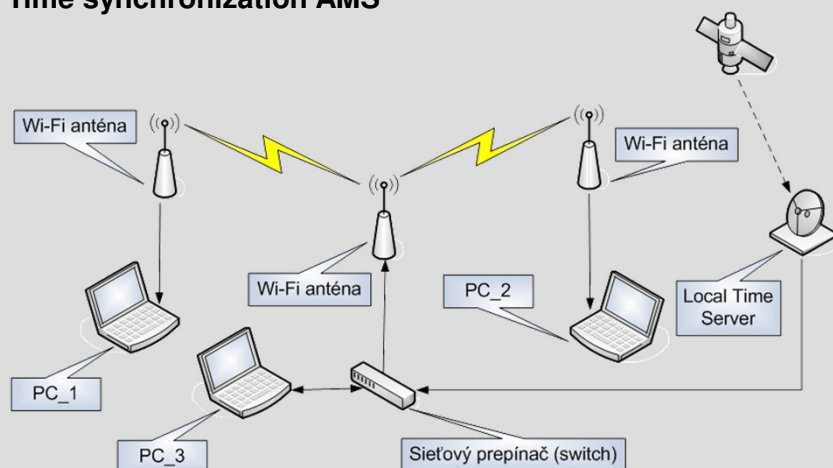 Time synchronization AMS
Wi-Fi anténa
Wi-Fi anténa
Wi-Fi anténa
PC_2
Local Time
Server
PC_1
PC_3
Sieťový prepínač (switch)